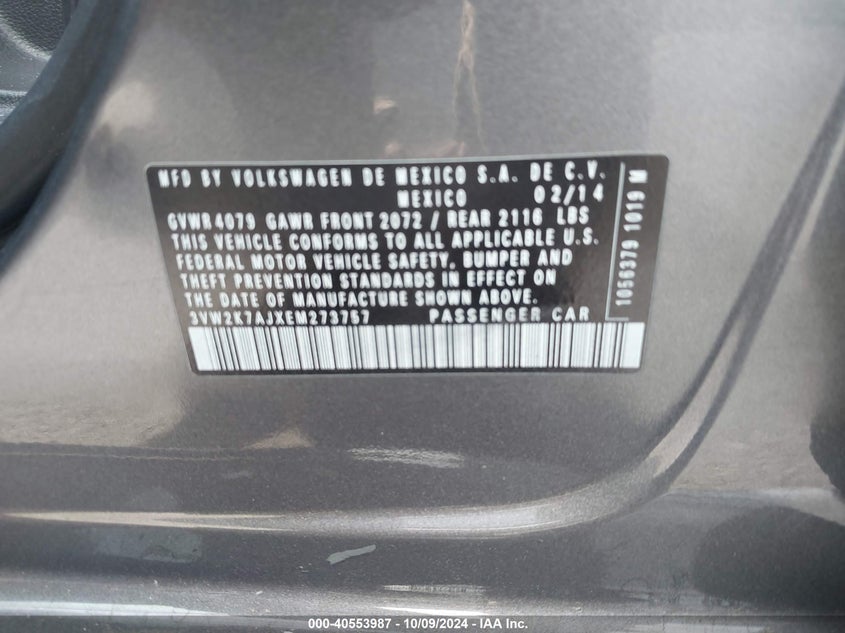 MFD BY VOLKSWAGEN DE MEXICO S.A. DE C.V.
MEXICO 02/14
GVWR 4079 GAWR FRONT 2072 / REAR 2116 LBS
THIS VEHICLE CONFORMS TO ALL APPLICABLE U.S.
FEDERAL MOTOR VEHICLE SAFETY, BUMPER AND
THEFT PREVENTION STANDARDS IN EFFECT ON
THE DATE OF MANUFACTURE SHOWN ABOVE.
3VW2K7AJXEM273757 PASSENGER CAR
1056379 1019 M
000-40553987 - 10/09/2024 - IAA Inc.